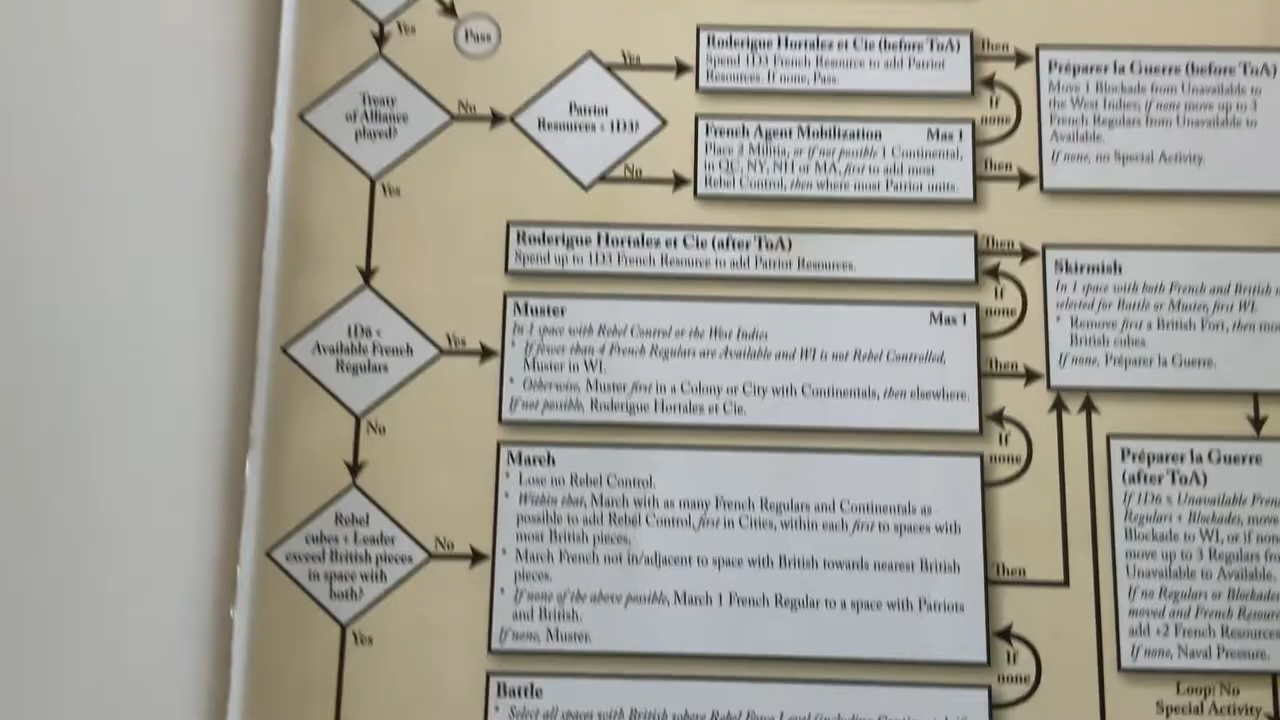 Yes
Pass
Treaty
of Alliance
played?
No
Patriot
Resources < 1D3?
Yes
No
Roderigue Hortalez et Cie (before ToA)
Spend 1D3 French Resource to add Patriot
Resources. If none, Pass.
Then
If
none
French Agent Mobilization Max 1
Place 2 Militia, or if not possible 1 Continental,
in QC, NY, NH or MA, first to add most
Rebel Control, then where most Patriot units.
Then
Préparer la Guerre (before ToA)
Move 1 Blockade from Unavailable to
the West Indies; if none move up to 3
French Regulars from Unavailable to
Available.
If none, no Special Activity.
Yes
Roderigue Hortalez et Cie (after ToA)
Spend up to 1D3 French Resource to add Patriot Resources.
Then
If
none
1D6 <
Available French
Regulars
Yes
Muster Max 1
In 1 space with Rebel Control or the West Indies
* If fewer than 4 French Regulars are Available and WI is not Rebel Controlled,
Muster in WI.
* Otherwise, Muster first in a Colony or City with Continentals, then elsewhere.
If not possible, Roderigue Hortalez et Cie.
Then
If
none
Skirmish
In 1 space with both French and British
selected for Battle or Muster, first WI.
* Remove first a British Fort, then
British cubes.
If none, Préparer la Guerre.
No
Rebel
cubes + Leader
exceed British pieces
in space with
both?
No
March
* Lose no Rebel Control.
* Within that, March with as many French Regulars and Continentals as
possible to add Rebel Control, first in Cities, within each first to spaces with
most British pieces.
* March French not in/adjacent to space with British towards nearest British
pieces.
* If none of the above possible, March 1 French Regular to a space with Patriots
and British.
If none, Muster.
Then
If
none
Préparer la Guerre
(after ToA)
If 1D6 ≤ Unavailable
Regulars + Blockades, move
Blockade to WI, or if none
move up to 3 Regulars
Unavailable to Available.
If no Regulars or
moved and French
add +2 French Resources
If none, Naval Pressure.
Yes
Battle
* Select all spaces with British where Rebel Force Level
Loop: No
Special Activity